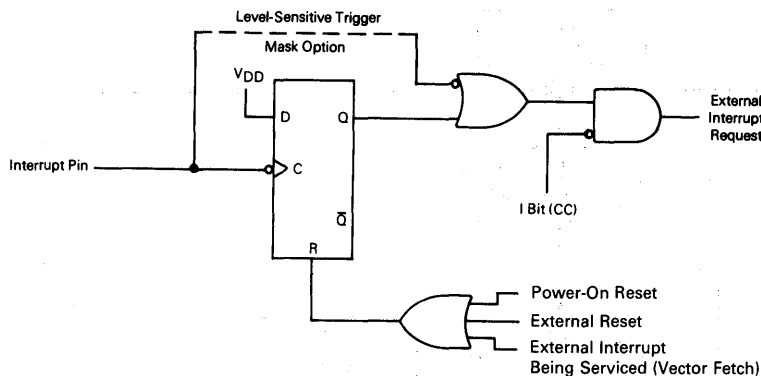 Level-Sensitive Trigger
Mask Option
VDD
D
Q
External
Interrupt
Request
Interrupt Pin
C
I Bit (CC)
Q̅
R
Power-On Reset
External Reset
External Interrupt
Being Serviced (Vector Fetch)